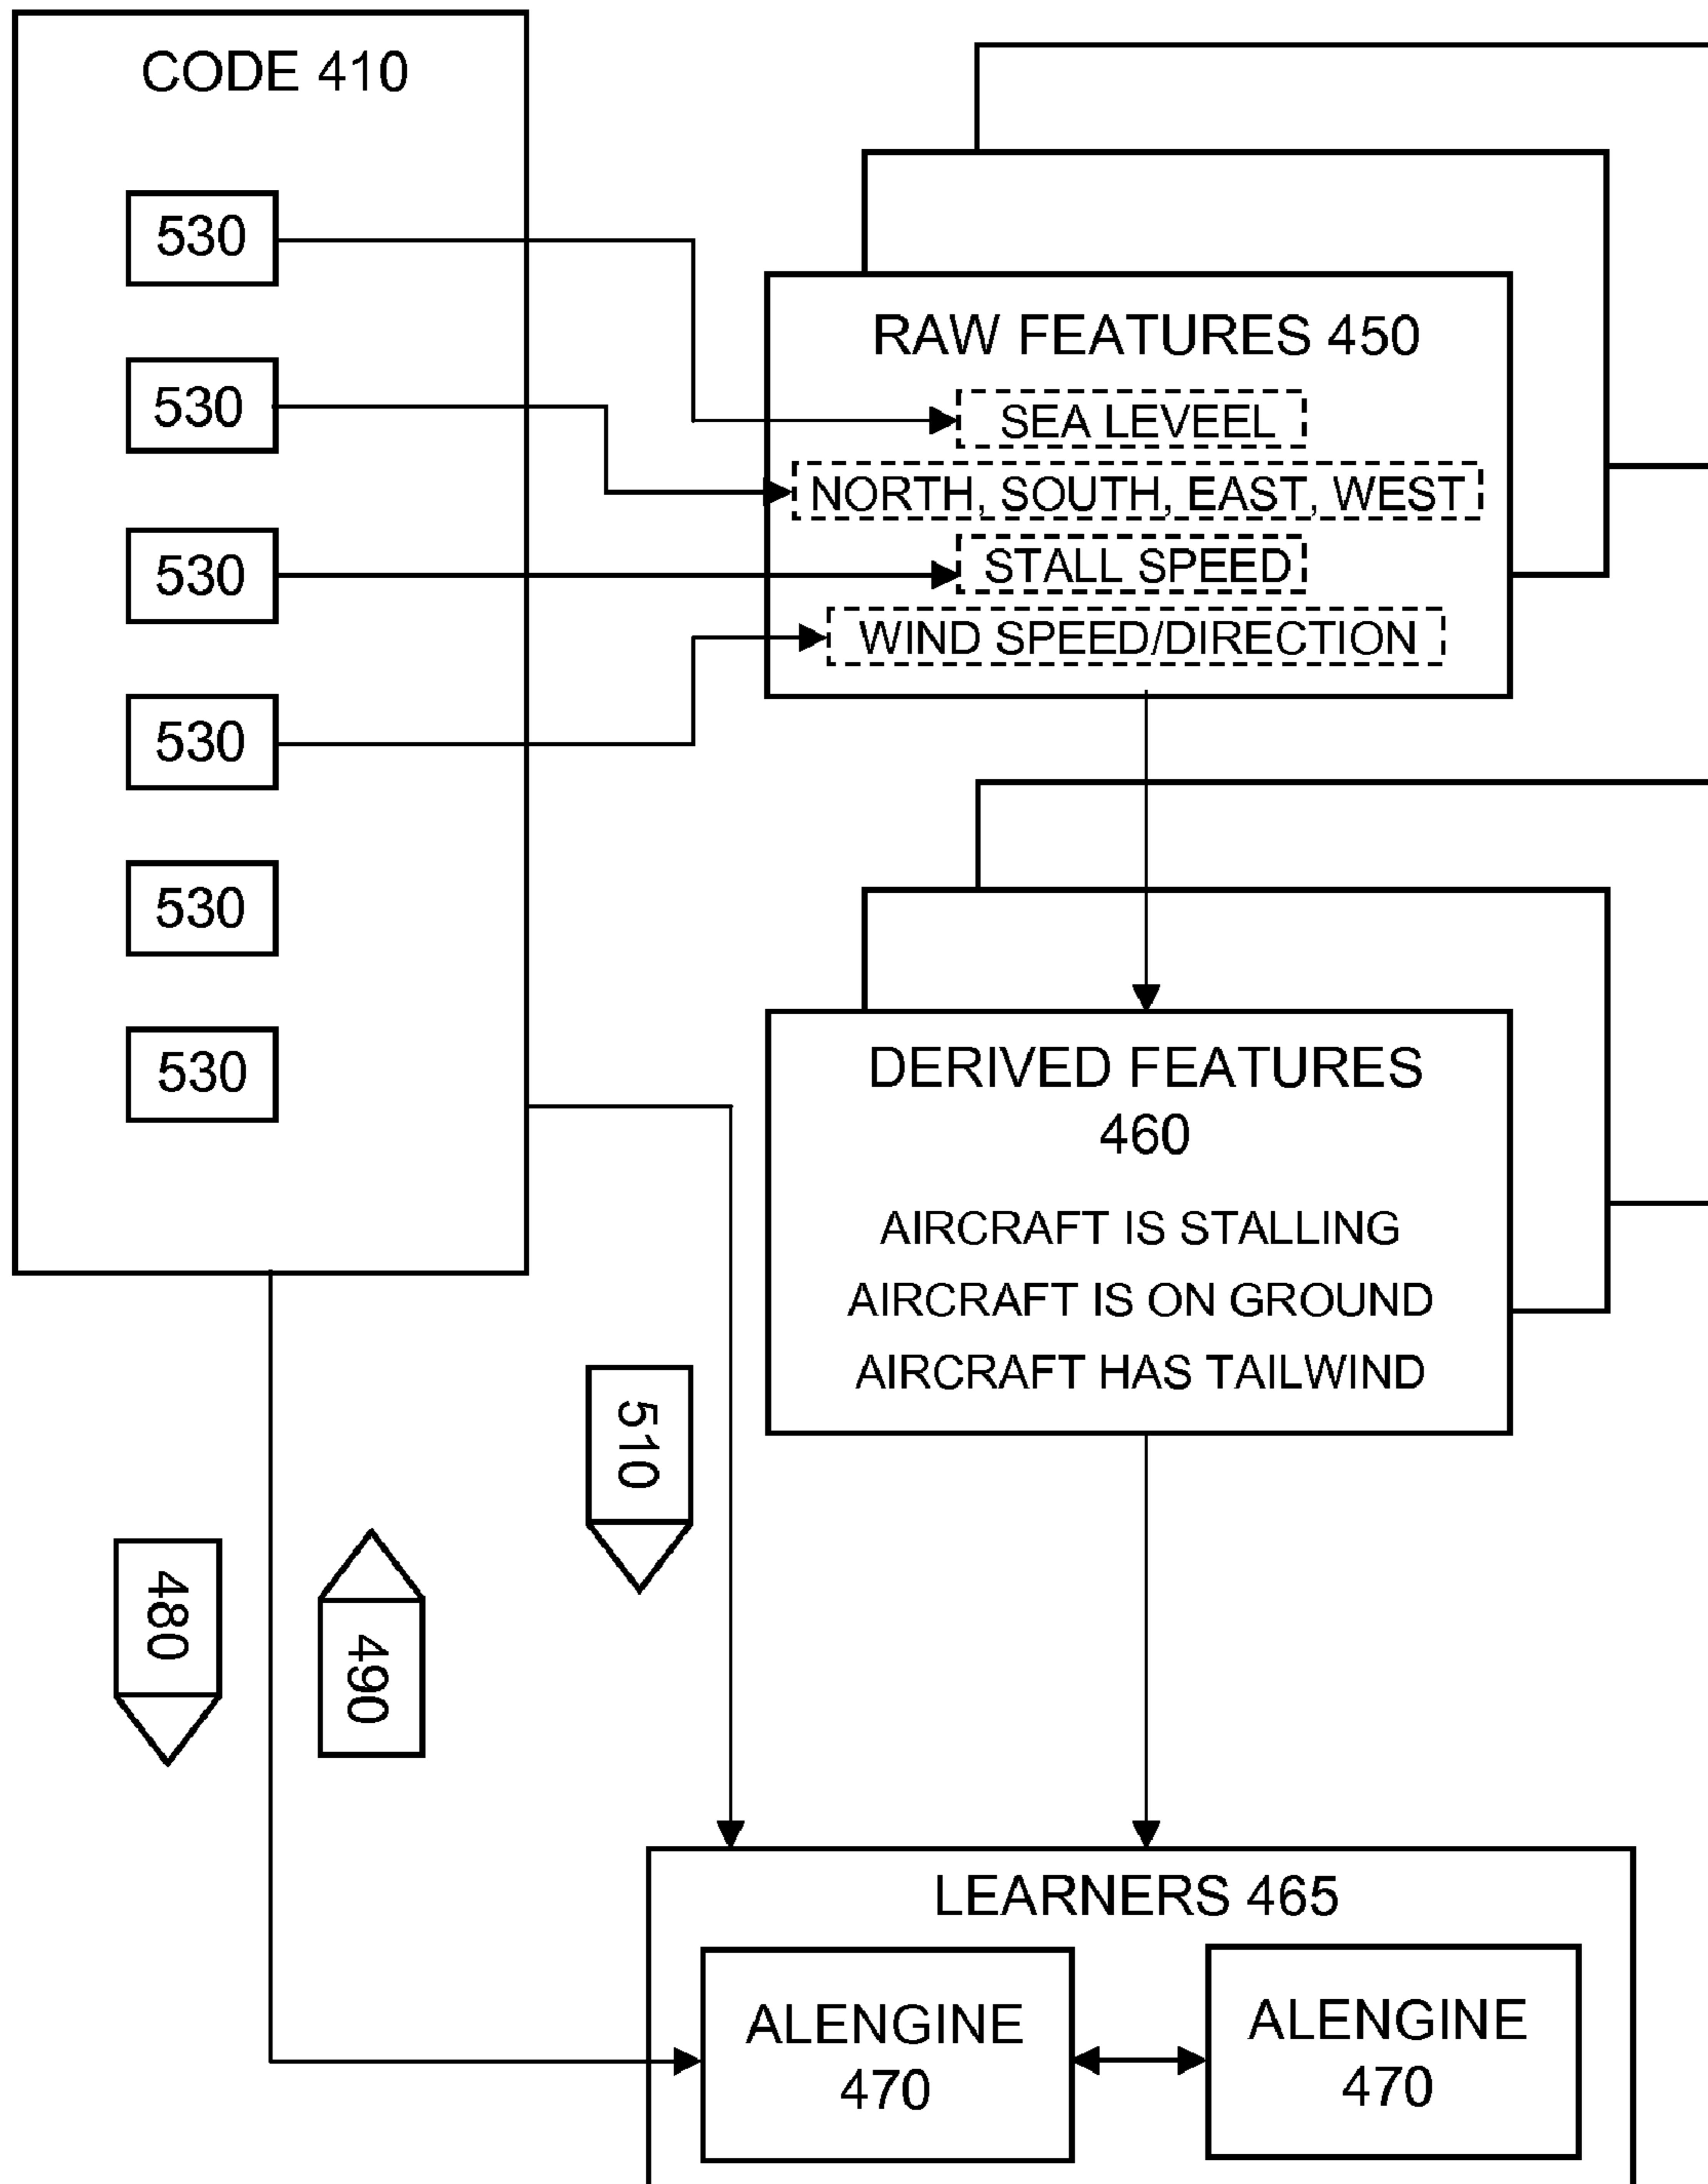 CODE 410
530
530
530
530
530
530
RAW FEATURES 450
SEA LEVEEL
NORTH, SOUTH, EAST, WEST
STALL SPEED
WIND SPEED/DIRECTION
DERIVED FEATURES
460
AIRCRAFT IS STALLING
AIRCRAFT IS ON GROUND
AIRCRAFT HAS TAILWIND
510
480
490
LEARNERS 465
ALENGINE
470
ALENGINE
470